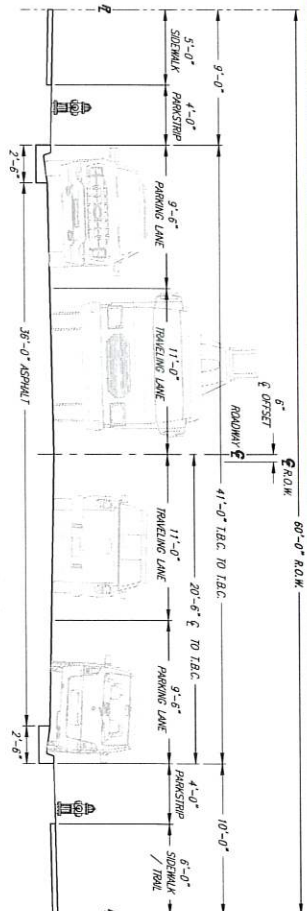 60'-0" R.O.W.
℄ R.O.W.
6"
℄ OFFSET
ROADWAY ℄
9'-0"
41'-0" T.B.C. TO T.B.C.
10'-0"
20'-6" ℄ TO T.B.C.
5'-0"
SIDEWALK
4'-0"
PARKSTRIP
9'-6"
PARKING LANE
11'-0"
TRAVELING LANE
11'-0"
TRAVELING LANE
9'-6"
PARKING LANE
4'-0"
PARKSTRIP
6'-0"
SIDEWALK
/ TRAIL
2'-6"
36'-0" ASPHALT
2'-6"